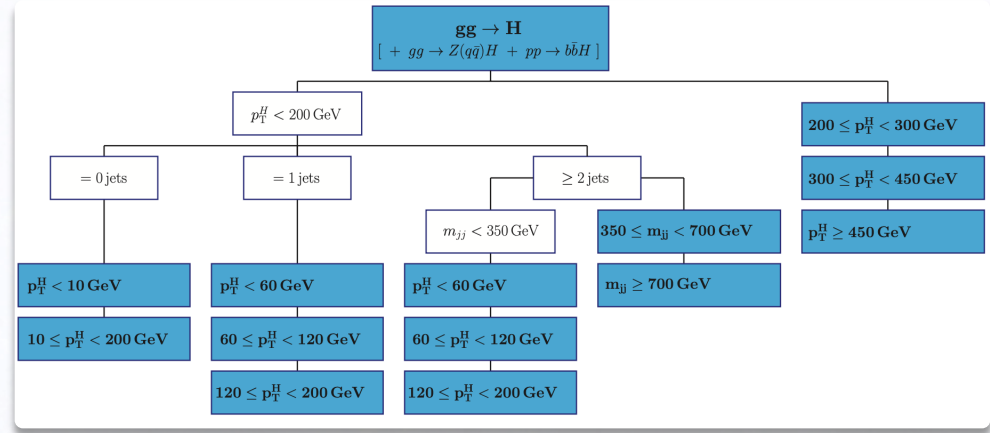 gg → H
[ + gg → Z(qq̄)H + pp → bb̄H ]
p_T^H < 200 GeV
= 0 jets
= 1 jets
≥ 2 jets
m_jj < 350 GeV
p_T^H < 10 GeV
10 ≤ p_T^H < 200 GeV
p_T^H < 60 GeV
60 ≤ p_T^H < 120 GeV
120 ≤ p_T^H < 200 GeV
p_T^H < 60 GeV
60 ≤ p_T^H < 120 GeV
120 ≤ p_T^H < 200 GeV
350 ≤ m_jj < 700 GeV
m_jj ≥ 700 GeV
200 ≤ p_T^H < 300 GeV
300 ≤ p_T^H < 450 GeV
p_T^H ≥ 450 GeV